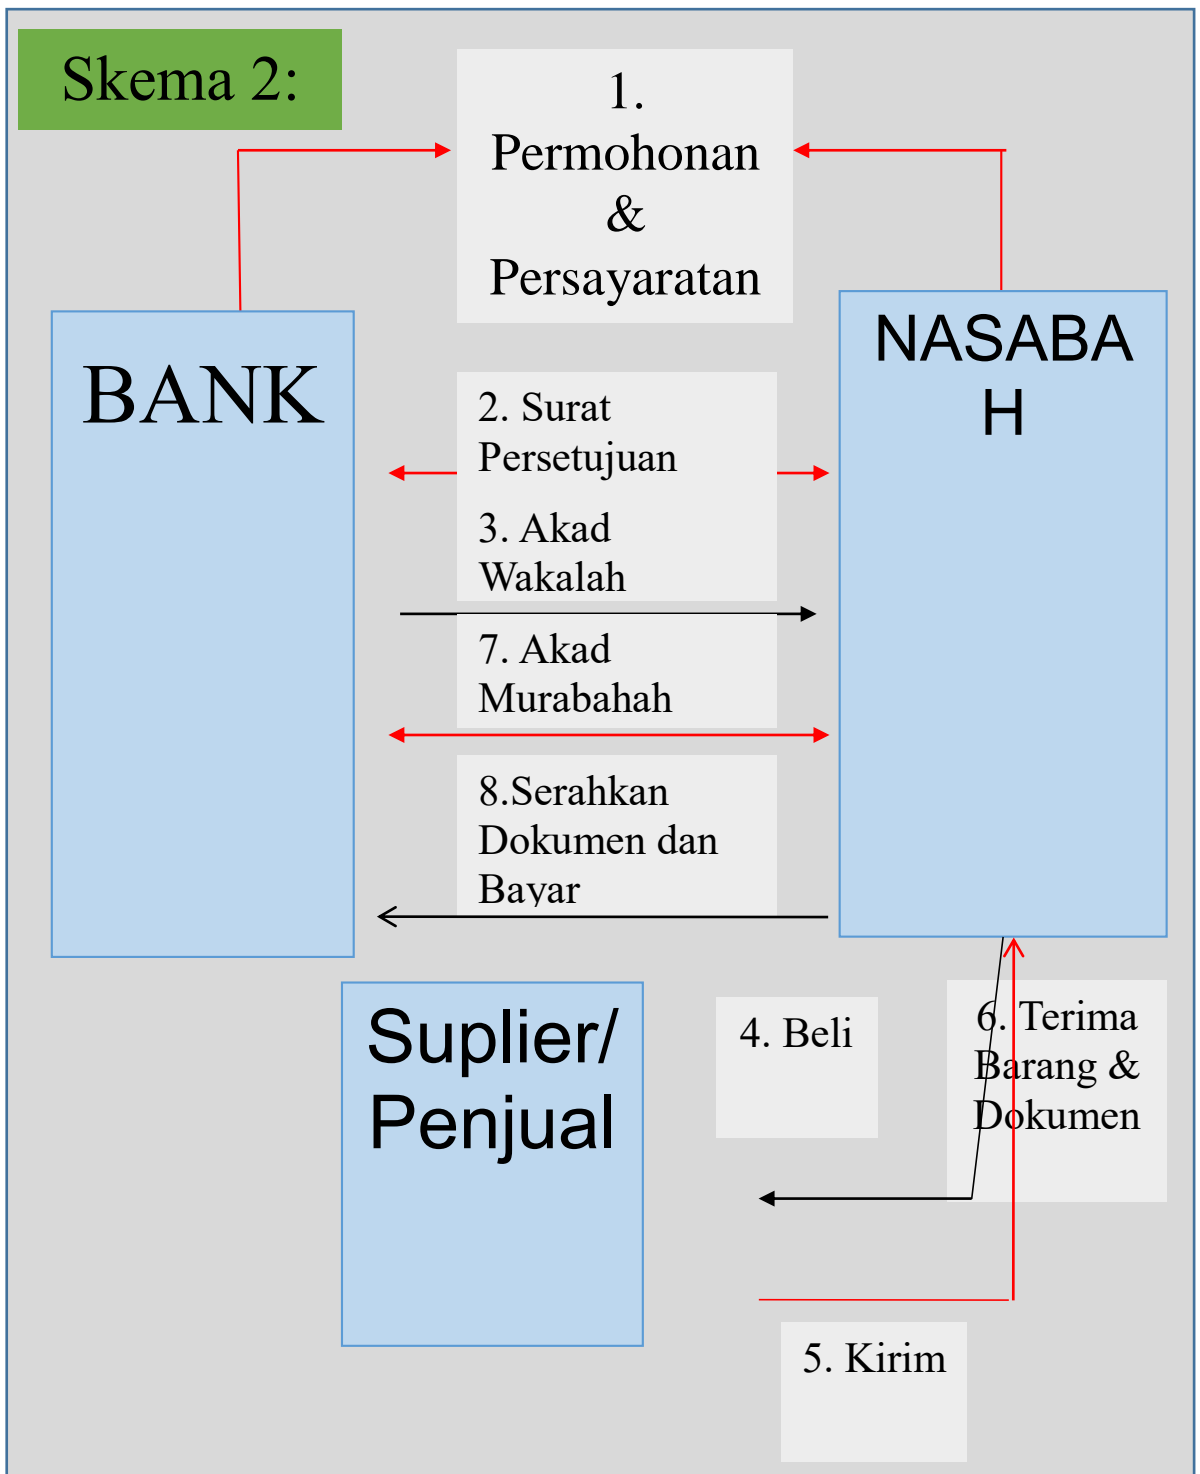 Skema 2:
1.
Permohonan
&
Persayaratan
BANK
NASABA
H
2. Surat
Persetujuan
3. Akad
Wakalah
7. Akad
Murabahah
8.Serahkan
Dokumen dan
Bayar
Suplier/
Penjual
4. Beli
6. Terima
Barang &
Dokumen
5. Kirim